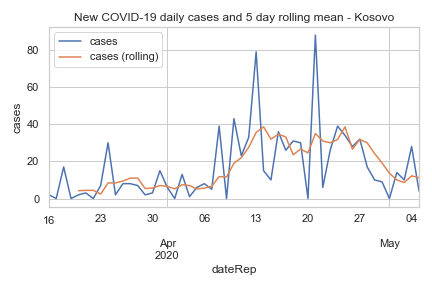 New COVID-19 daily cases and 5 day rolling mean - Kosovo
cases
cases (rolling)
cases
80
60
40
20
0
16 23 30 06 13 20 27 04
Apr May
2020
dateRep